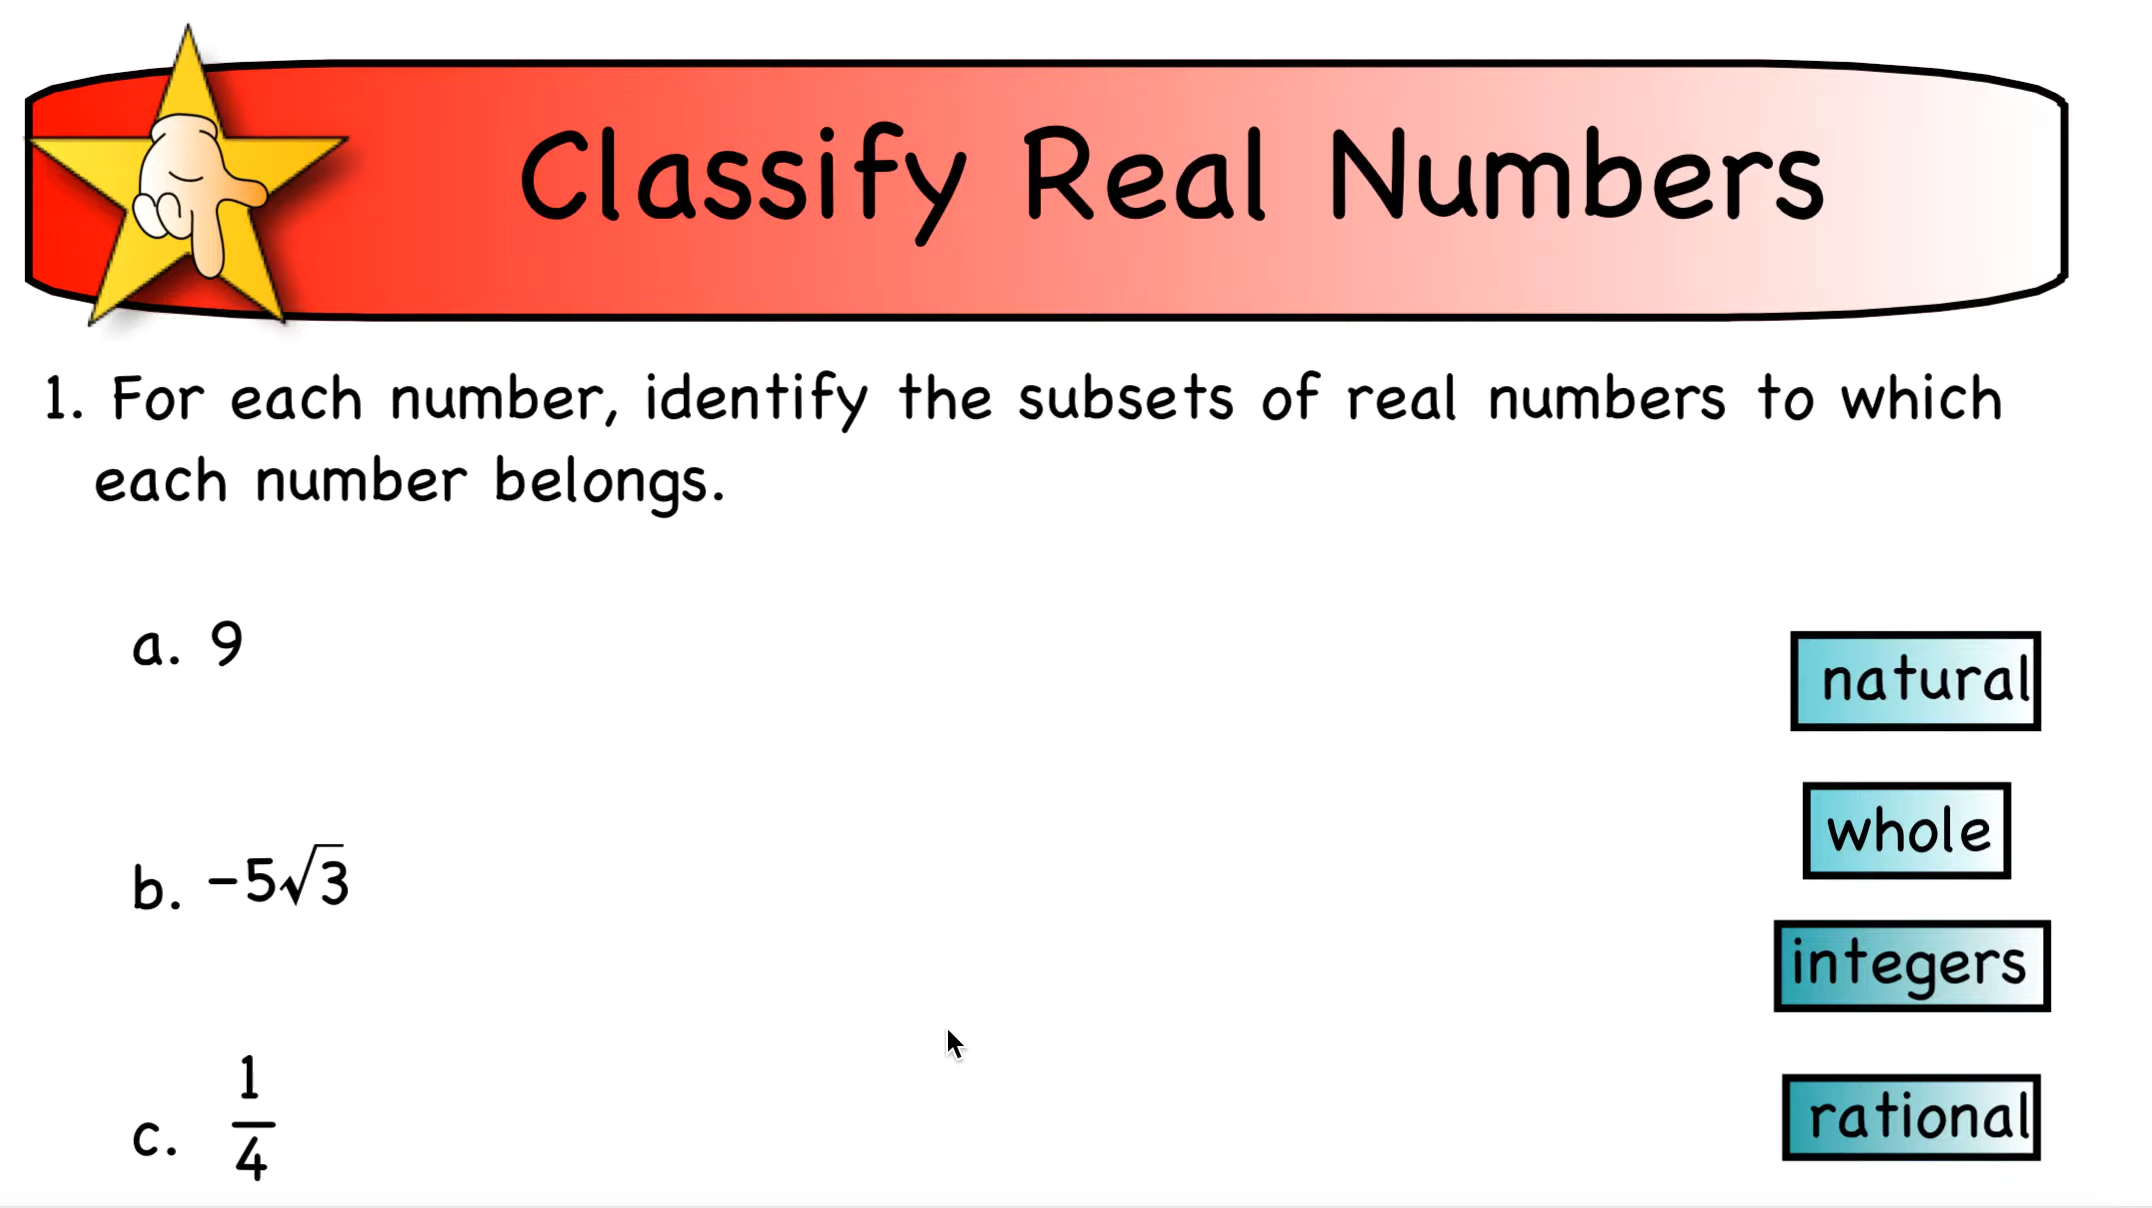 Classify Real Numbers
1. For each number, identify the subsets of real numbers to which
each number belongs.
a. 9
natural
whole
b. -5√3
integers
c. 1/4
rational